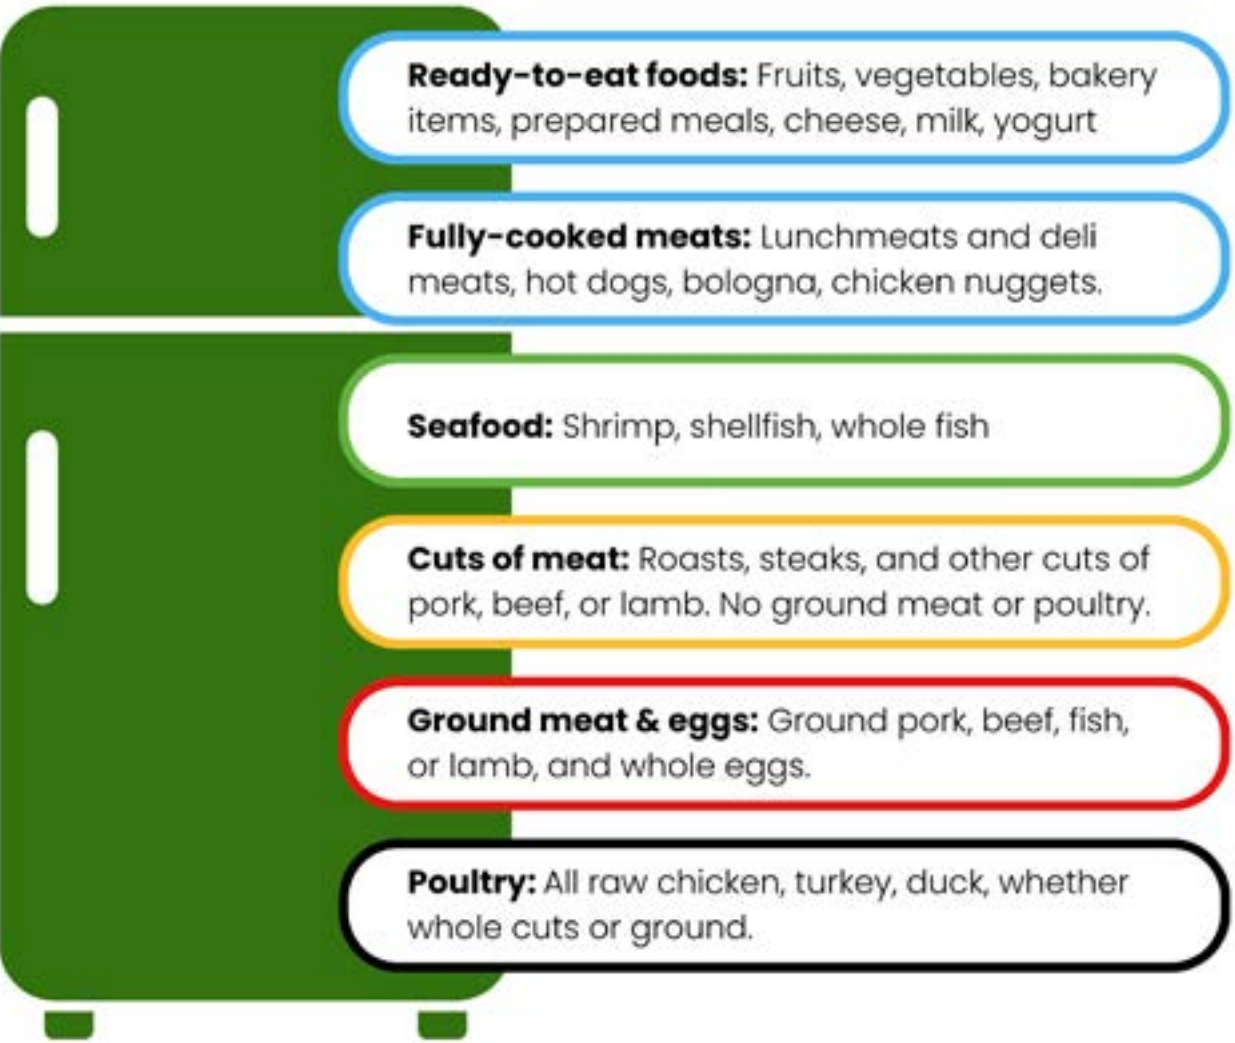 Ready-to-eat foods: Fruits, vegetables, bakery
items, prepared meals, cheese, milk, yogurt
Fully-cooked meats: Lunchmeats and deli
meats, hot dogs, bologna, chicken nuggets.
Seafood: Shrimp, shellfish, whole fish
Cuts of meat: Roasts, steaks, and other cuts of
pork, beef, or lamb. No ground meat or poultry.
Ground meat & eggs: Ground pork, beef, fish,
or lamb, and whole eggs.
Poultry: All raw chicken, turkey, duck, whether
whole cuts or ground.